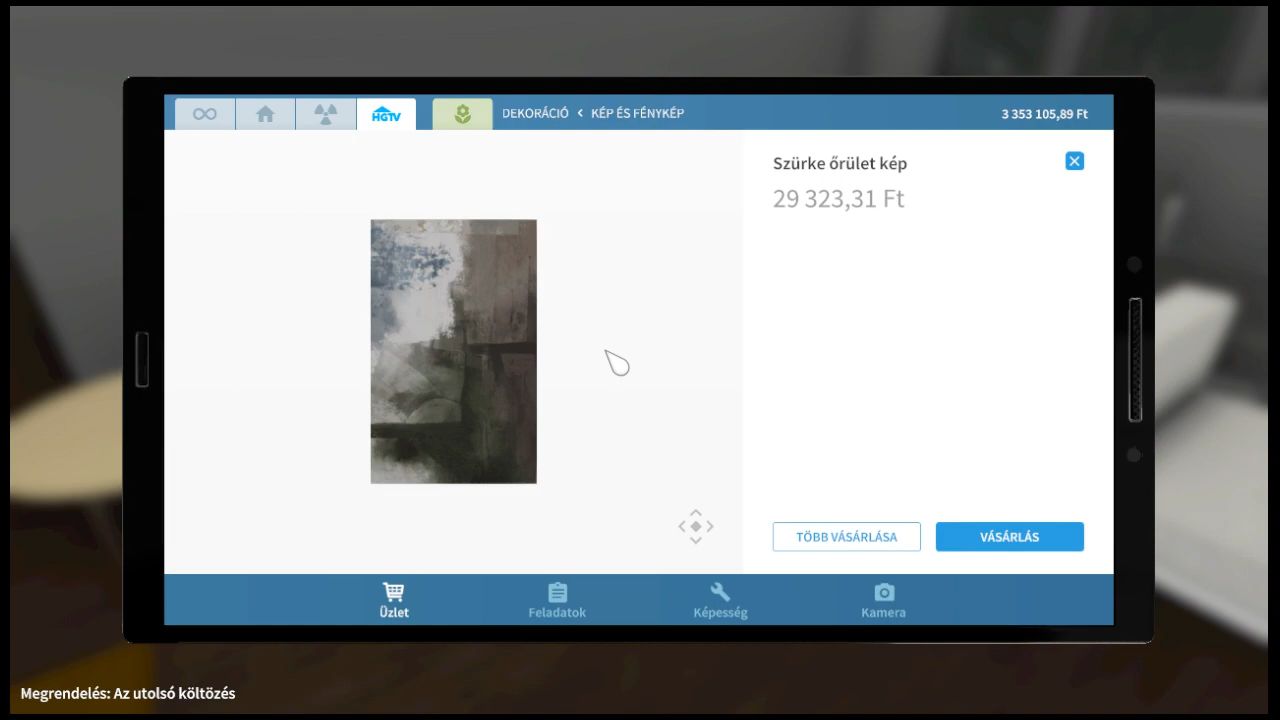 HGTV
DEKORÁCIÓ < KÉP ÉS FÉNYKÉP
3 353 105,89 Ft
Szürke őrület kép
29 323,31 Ft
TÖBB VÁSÁRLÁSA
VÁSÁRLÁS
Üzlet
Feladatok
Képesség
Kamera
Megrendelés: Az utolsó költözés